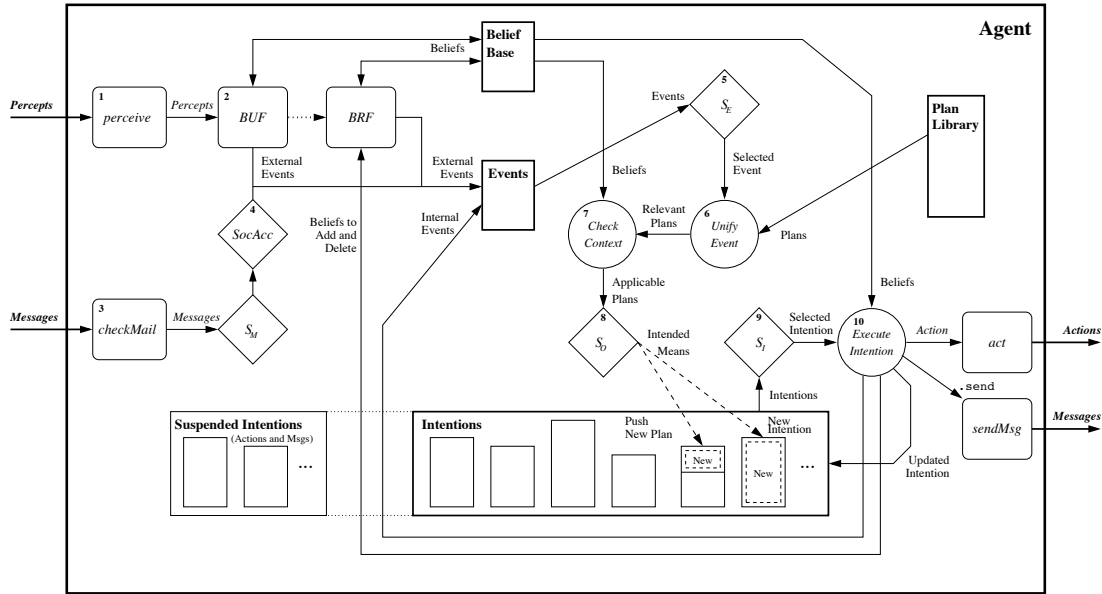 Agent
Belief
Base
Beliefs
Percepts
1
perceive
Percepts
2
BUF
BRF
5
S_E
Events
Plan
Library
External
Events
External
Events
Events
Selected
Event
Beliefs
4
SocAcc
Beliefs to
Add and
Delete
Internal
Events
7
Check
Context
Relevant
Plans
6
Unify
Event
Plans
Applicable
Plans
Beliefs
Messages
3
checkMail
Messages
S_M
8
S_O
Intended
Means
9
S_I
Selected
Intention
10
Execute
Intention
Action
act
Actions
.send
Intentions
Messages
sendMsg
Suspended Intentions
(Actions and Msgs)
...
Intentions
Push
New Plan
New
Intention
New
New
...
Updated
Intention